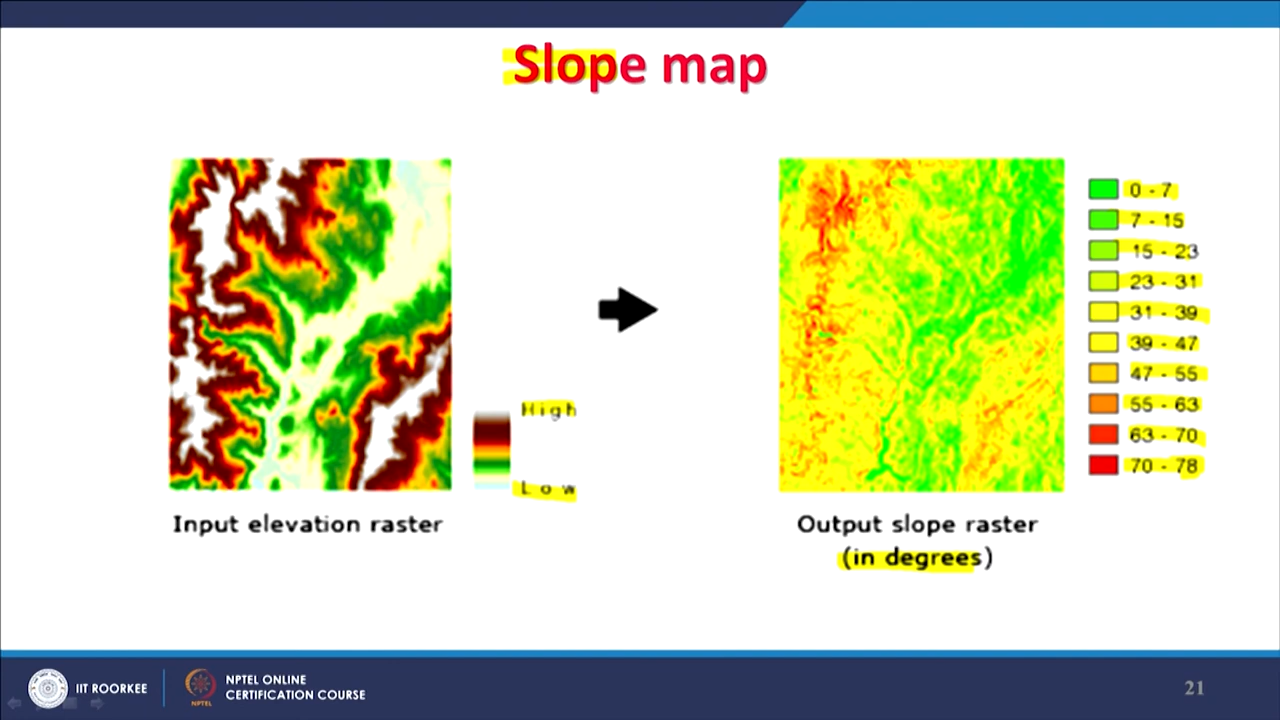 Slope map
High
Low
Input elevation raster
Output slope raster
(in degrees)
0 - 7
7 - 15
15 - 23
23 - 31
31 - 39
39 - 47
47 - 55
55 - 63
63 - 70
70 - 78
IIT ROORKEE
NPTEL
NPTEL ONLINE
CERTIFICATION COURSE
21